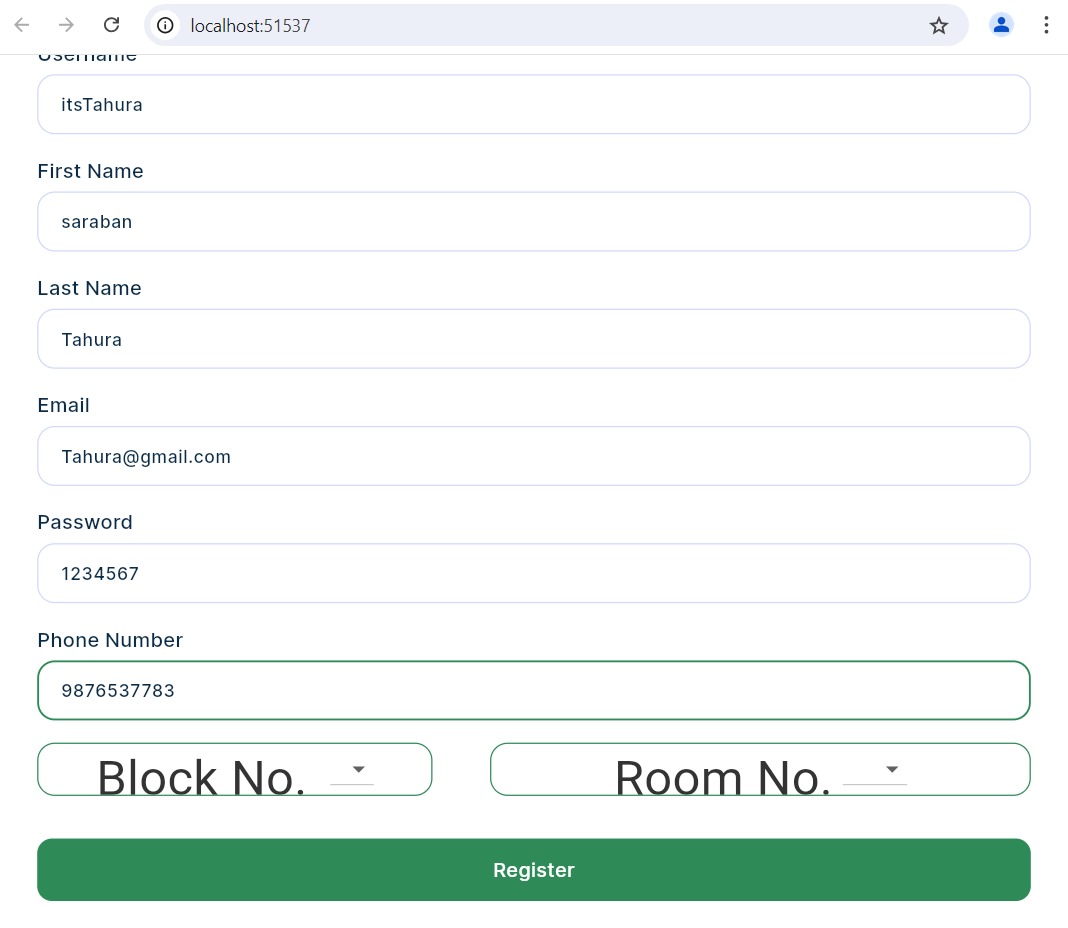 localhost:51537
Username
itsTahura
First Name
saraban
Last Name
Tahura
Email
Tahura@gmail.com
Password
1234567
Phone Number
9876537783
Block No.
Room No.
Register